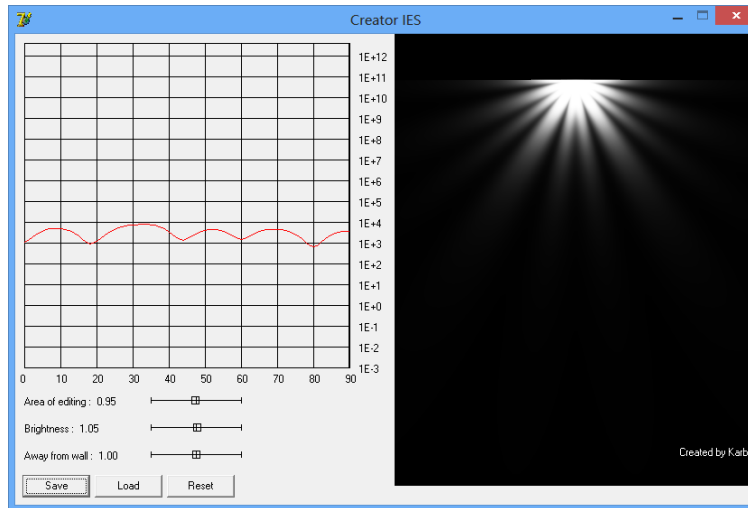 Creator IES
1E+12
1E+11
1E+10
1E+9
1E+8
1E+7
1E+6
1E+5
1E+4
1E+3
1E+2
1E+1
1E+0
1E-1
1E-2
1E-3
0 10 20 30 40 50 60 70 80 90
Area of editing : 0.95
Brightness : 1.05
Away from wall : 1.00
Created by Karb
Save Load Reset